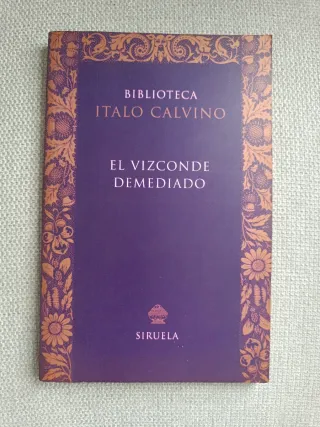 BIBLIOTECA
ITALO CALVINO
EL VIZCONDE
DEMEDIADO
SIRUELA